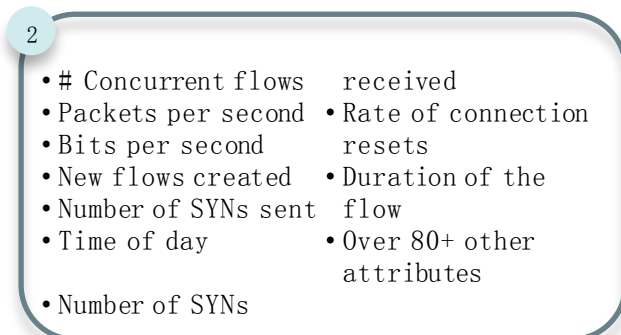 2
• # Concurrent flows
• Packets per second
• Bits per second
• New flows created
• Number of SYNs sent
• Time of day
• Number of SYNs
received
• Rate of connection
resets
• Duration of the
flow
• Over 80+ other
attributes